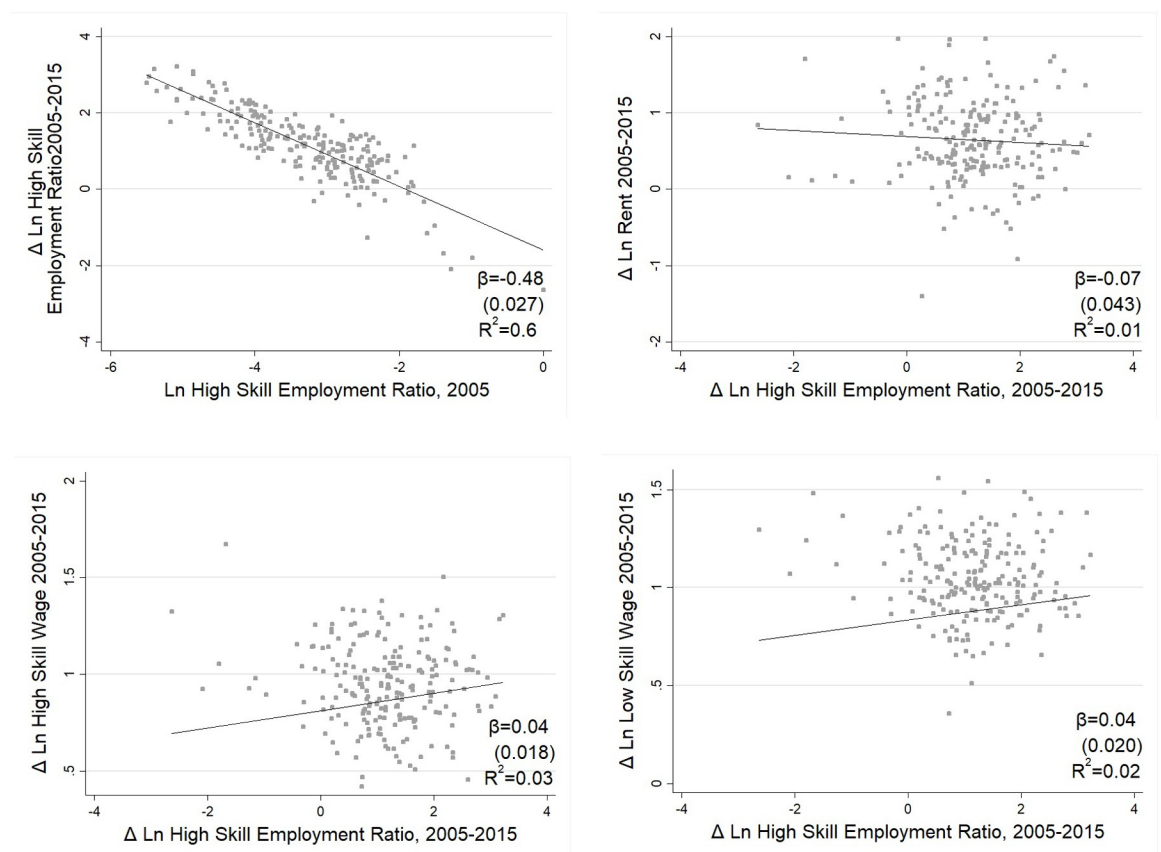 Δ Ln High Skill
Employment Ratio2005-2015
4
2
0
-2
-4
-6
-4
-2
0
β=-0.48
(0.027)
R²=0.6
Ln High Skill Employment Ratio, 2005
Δ Ln Rent 2005-2015
2
1
0
-1
-2
-4
-2
0
2
4
β=-0.07
(0.043)
R²=0.01
Δ Ln High Skill Employment Ratio, 2005-2015
Δ Ln High Skill Wage 2005-2015
2
1.5
1
.5
-4
-2
0
2
4
β=0.04
(0.018)
R²=0.03
Δ Ln High Skill Employment Ratio, 2005-2015
Δ Ln Low Skill Wage 2005-2015
1.5
1
.5
0
-4
-2
0
2
4
β=0.04
(0.020)
R²=0.02
Δ Ln High Skill Employment Ratio, 2005-2015